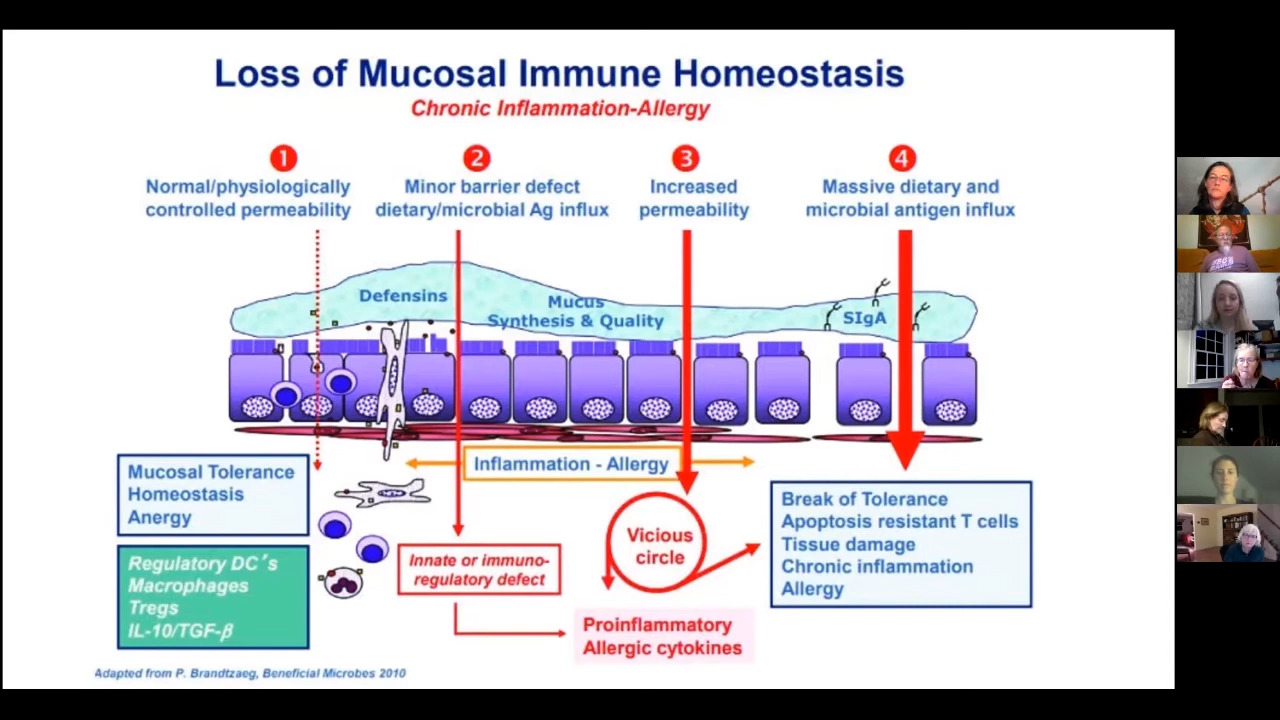 Loss of Mucosal Immune Homeostasis
Chronic Inflammation-Allergy
1
Normal/physiologically
controlled permeability
2
Minor barrier defect
dietary/microbial Ag influx
3
Increased
permeability
4
Massive dietary and
microbial antigen influx
Defensins
Mucus
Synthesis & Quality
SIgA
Inflammation - Allergy
Mucosal Tolerance
Homeostasis
Anergy
Regulatory DC´s
Macrophages
Tregs
IL-10/TGF-β
Innate or immuno-
regulatory defect
Vicious
circle
Proinflammatory
Allergic cytokines
Break of Tolerance
Apoptosis resistant T cells
Tissue damage
Chronic inflammation
Allergy
Adapted from P. Brandtzaeg, Beneficial Microbes 2010